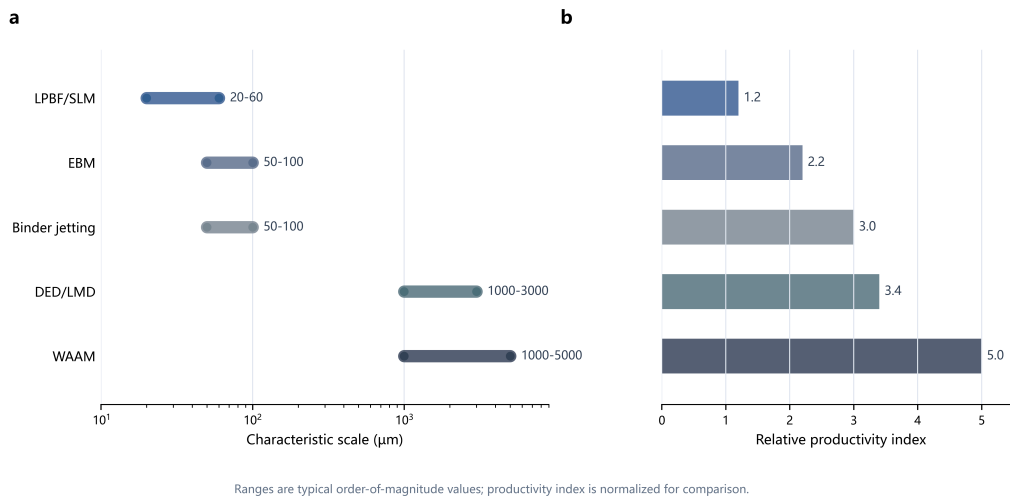 a
b
LPBF/SLM
20-60
1.2
EBM
50-100
2.2
Binder jetting
50-100
3.0
DED/LMD
1000-3000
3.4
WAAM
1000-5000
5.0
10¹
10²
10³
0
1
2
3
4
5
Characteristic scale (μm)
Relative productivity index
Ranges are typical order-of-magnitude values; productivity index is normalized for comparison.